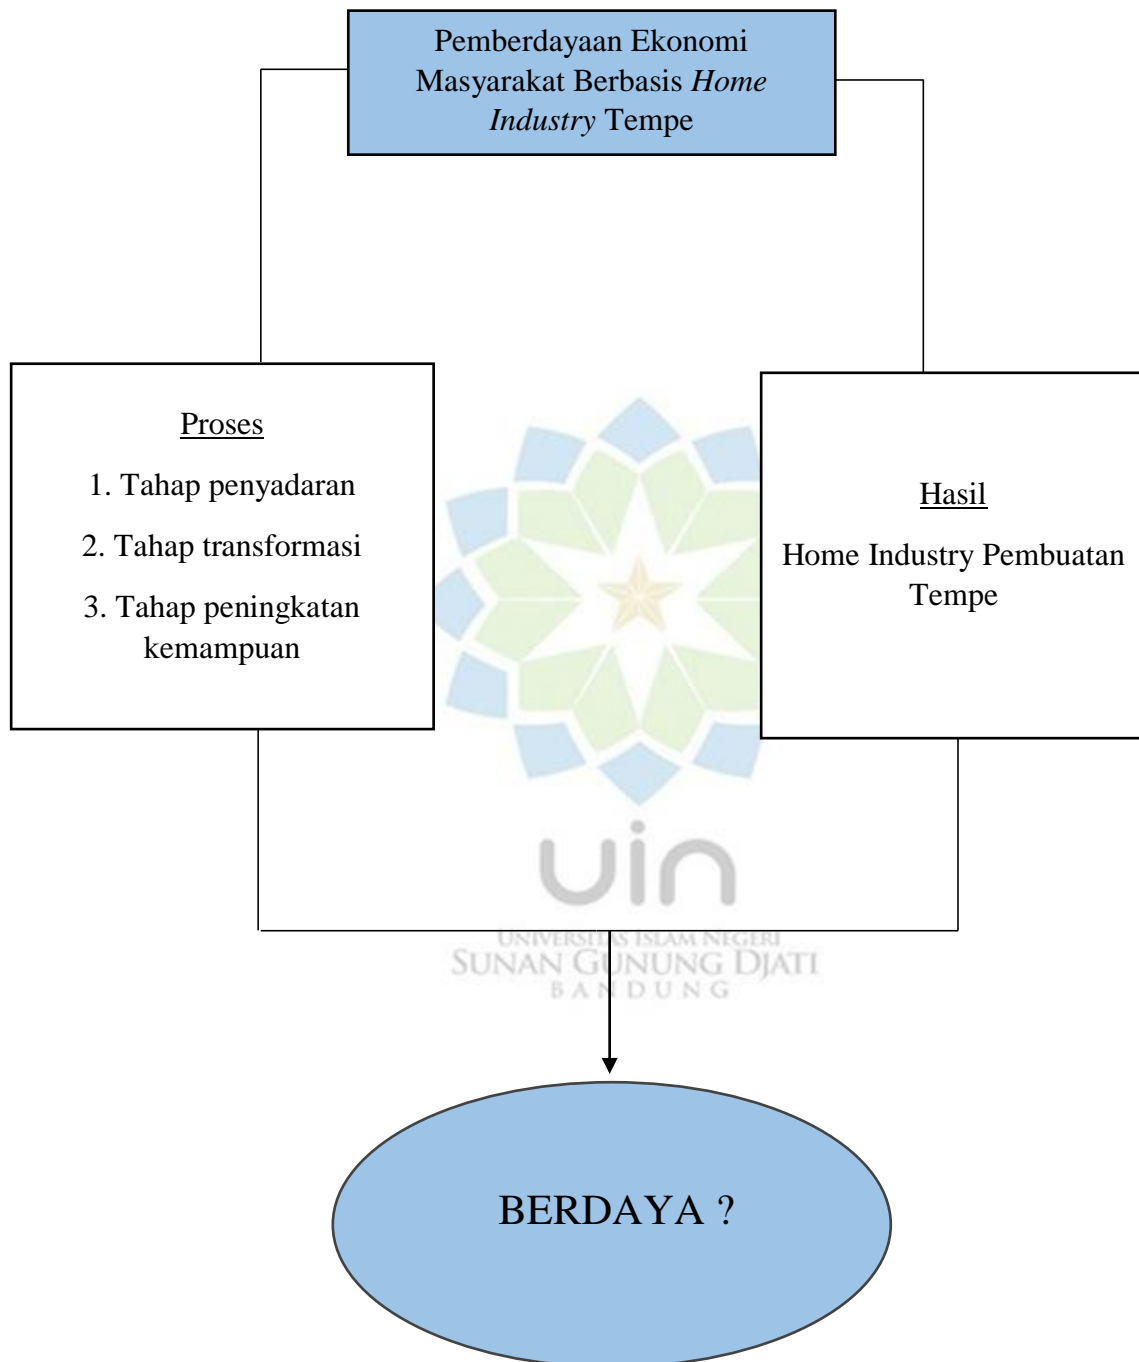 Pemberdayaan Ekonomi
Masyarakat Berbasis Home
Industry Tempe
Proses
1. Tahap penyadaran
2. Tahap transformasi
3. Tahap peningkatan
kemampuan
Hasil
Home Industry Pembuatan
Tempe
uin
UNIVERSITAS ISLAM NEGERI
SUNAN GUNUNG DJATI
BANDUNG
BERDAYA ?